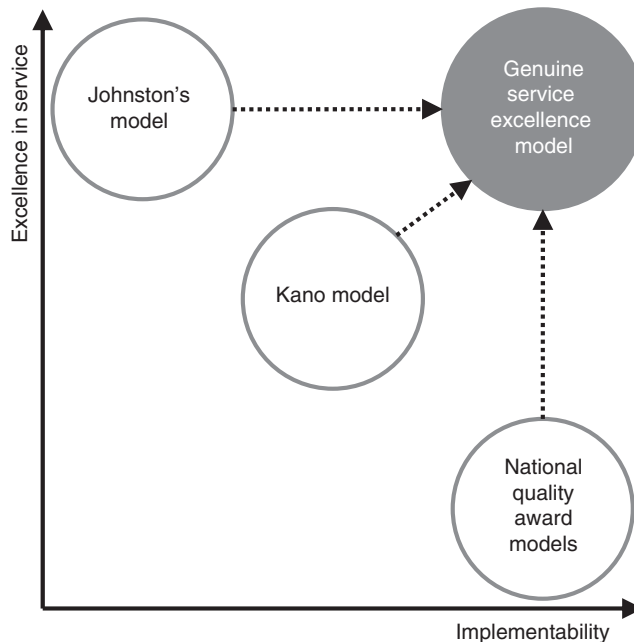 Excellence in service
Johnston's
model
Genuine
service
excellence
model
Kano model
National
quality
award
models
Implementability